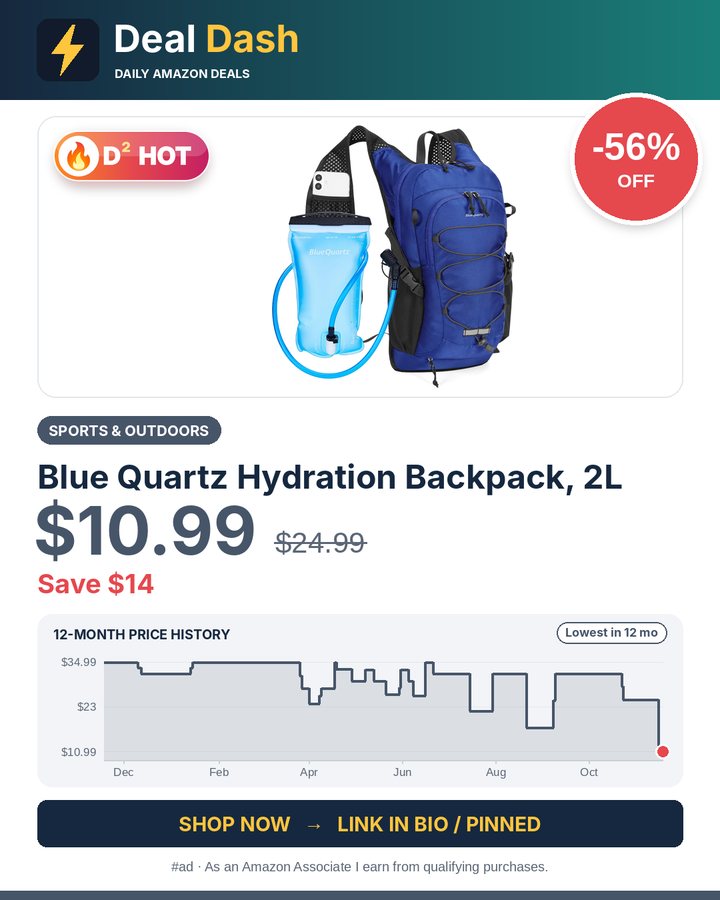 Deal Dash
DAILY AMAZON DEALS
D² HOT
-56%
OFF
BlueQuartz
SPORTS & OUTDOORS
Blue Quartz Hydration Backpack, 2L
$10.99 $24.99
Save $14
12-MONTH PRICE HISTORY
Lowest in 12 mo
$34.99
$23
$10.99
Dec Feb Apr Jun Aug Oct
SHOP NOW → LINK IN BIO / PINNED
#ad · As an Amazon Associate I earn from qualifying purchases.